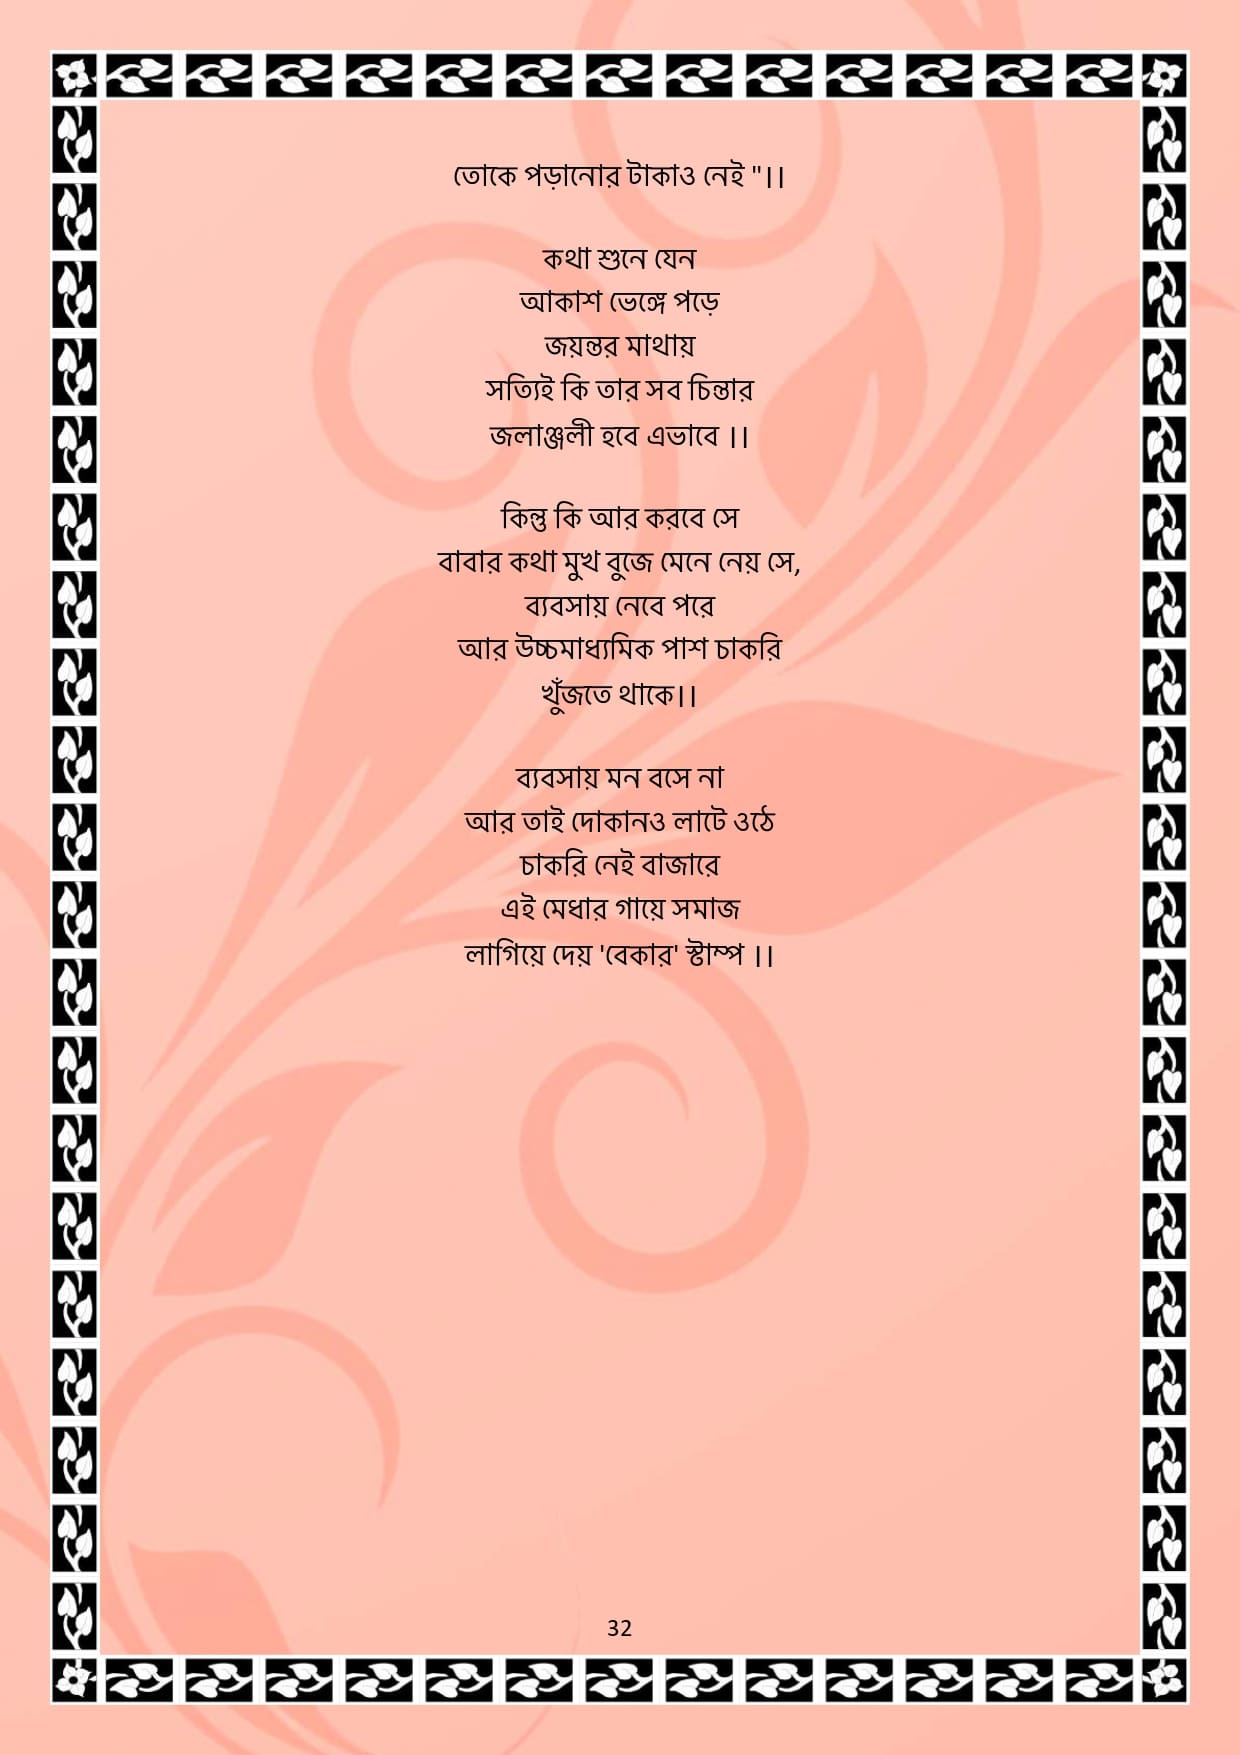 তোকে পড়ানোর টাকাও নেই "।।
কথা শুনে যেন
আকাশ ভেঙ্গে পড়ে
জয়ন্তর মাথায়
সত্যিই কি তার সব চিন্তার
জলাঞ্জলী হবে এভাবে ।।
কিন্তু কি আর করবে সে
বাবার কথা মুখ বুজে মেনে নেয় সে,
ব্যবসায় নেবে পরে
আর উচ্চমাধ্যমিক পাশ চাকরি
খুঁজতে থাকে।।
ব্যবসায় মন বসে না
আর তাই দোকানও লাটে ওঠে
চাকরি নেই বাজারে
এই মেধার গায়ে সমাজ
লাগিয়ে দেয় 'বেকার' স্টাম্প ।।
32